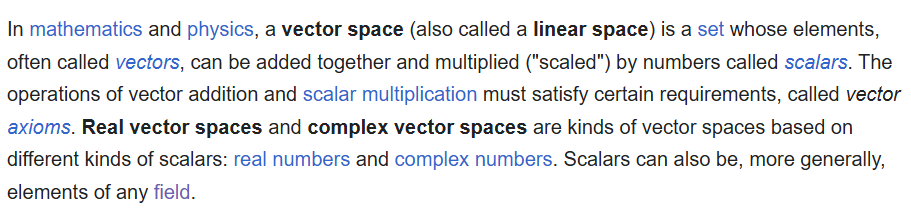 In mathematics and physics, a vector space (also called a linear space) is a set whose elements,
often called vectors, can be added together and multiplied ("scaled") by numbers called scalars. The
operations of vector addition and scalar multiplication must satisfy certain requirements, called vector
axioms. Real vector spaces and complex vector spaces are kinds of vector spaces based on
different kinds of scalars: real numbers and complex numbers. Scalars can also be, more generally,
elements of any field.